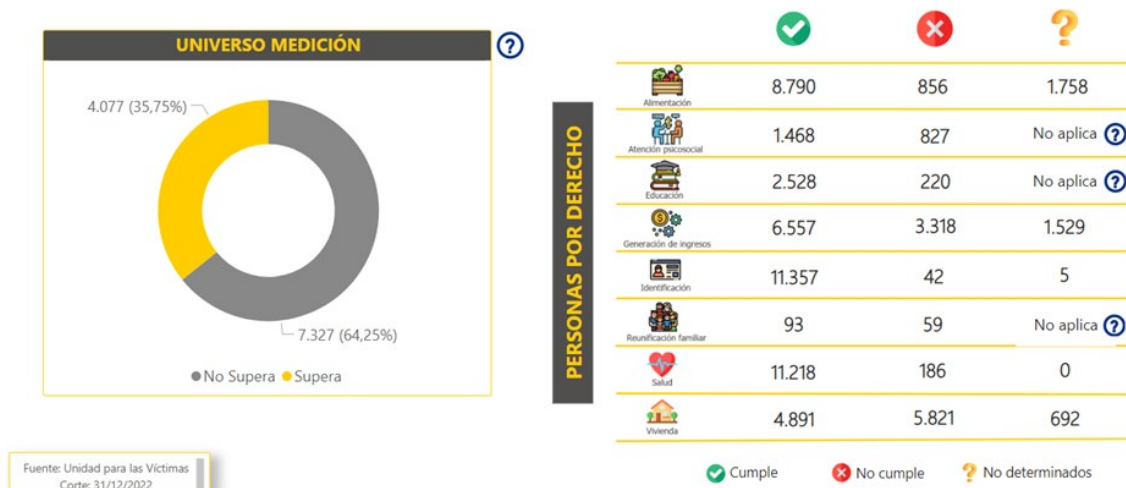 UNIVERSO MEDICIÓN
4.077 (35,75%)
7.327 (64,25%)
No Supera Supera
Fuente: Unidad para las Víctimas
Corte: 31/12/2022
PERSONAS POR DERECHO
Alimentación 8.790 856 1.758
Atención psicosocial 1.468 827 No aplica
Educación 2.528 220 No aplica
Generación de ingresos 6.557 3.318 1.529
Identificación 11.357 42 5
Reunificación familiar 93 59 No aplica
Salud 11.218 186 0
Vivienda 4.891 5.821 692
Cumple No cumple No determinados